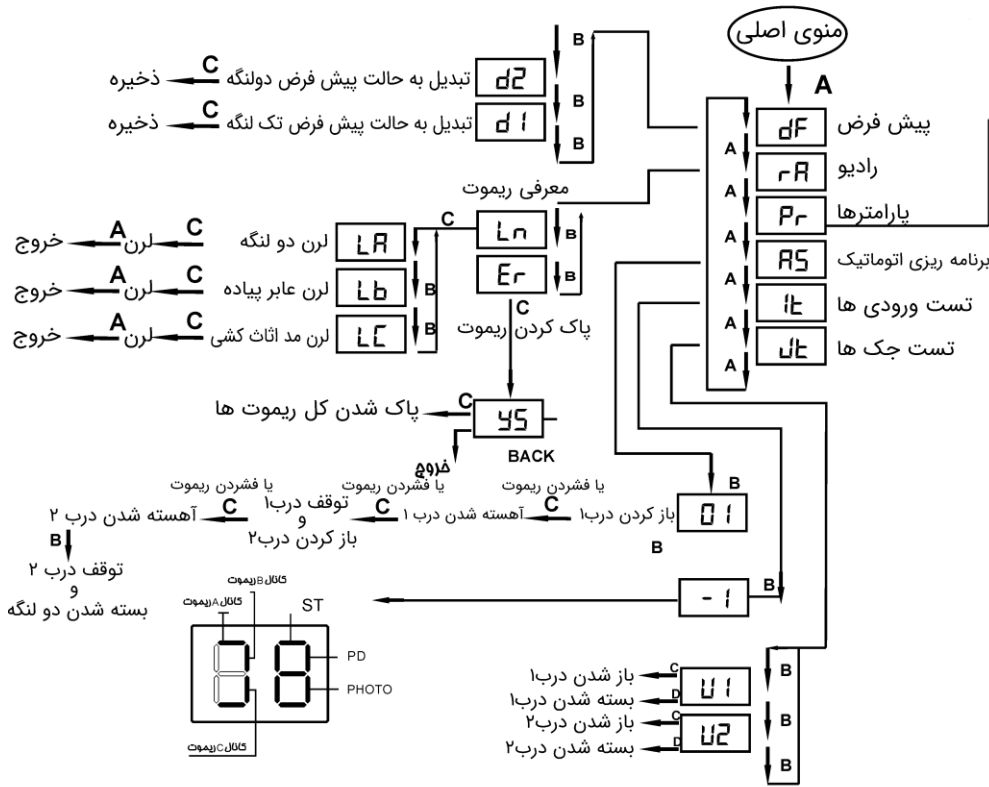 منوی اصلی
A
dF پیش فرض
rA رادیو
Pr پارامترها
AS برنامه ریزی اتوماتیک
It تست ورودی ها
Jt تست جک ها
A
A
A
A
A
A
B
B
B
d2 تبدیل به حالت پیش فرض دولنگه C ذخیره
d1 تبدیل به حالت پیش فرض تک لنگه C ذخیره
معرفی ریموت
Ln
Er
B
B
C
پاک کردن ریموت
C
LA لرن دو لنگه C لرن A خروج
Lb لرن عابر پیاده C لرن A خروج
LC لرن مد اثاث کشی C لرن A خروج
B
B
YS C پاک شدن کل ریموت ها
BACK
خروج
B
01
B
باز کردن درب۱
یا فشردن ریموت
C
آهسته شدن درب ۱
یا فشردن ریموت
C
توقف درب۱
و
باز کردن درب۲
یا فشردن ریموت
C
آهسته شدن درب ۲
B
توقف درب ۲
و
بسته شدن دو لنگه
B
-1
کانالBریموت
کانالAریموت
ST
PD
PHOTO
کانالCریموت
B
B
B
U1
C باز شدن درب۱
D بسته شدن درب۱
U2
C باز شدن درب۲
D بسته شدن درب۲